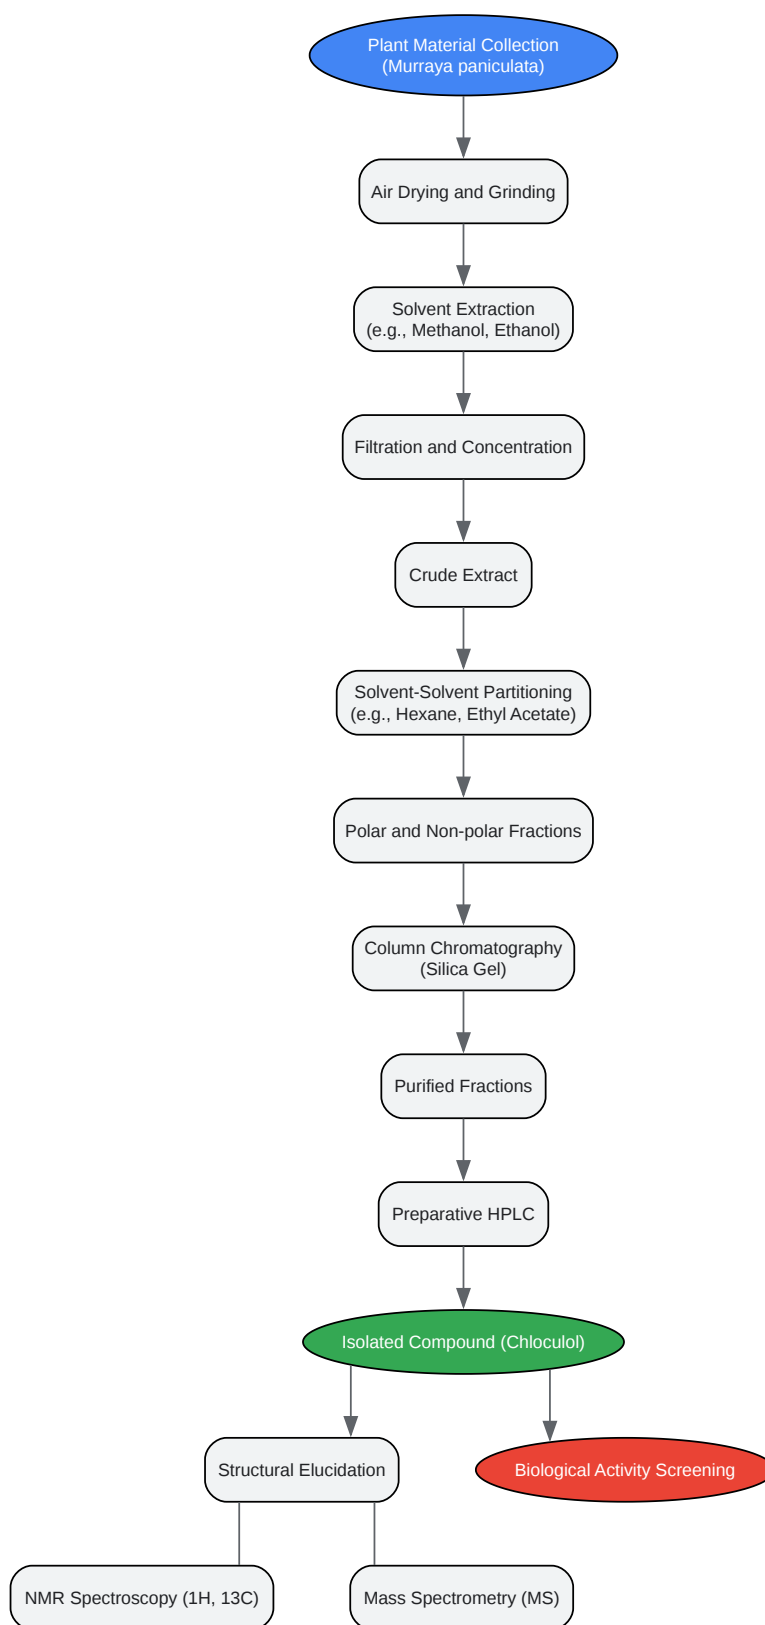 Plant Material Collection
(Murraya paniculata)
Air Drying and Grinding
Solvent Extraction
(e.g., Methanol, Ethanol)
Filtration and Concentration
Crude Extract
Solvent-Solvent Partitioning
(e.g., Hexane, Ethyl Acetate)
Polar and Non-polar Fractions
Column Chromatography
(Silica Gel)
Purified Fractions
Preparative HPLC
Isolated Compound (Chloculol)
Structural Elucidation
Biological Activity Screening
NMR Spectroscopy (1H, 13C)
Mass Spectrometry (MS)